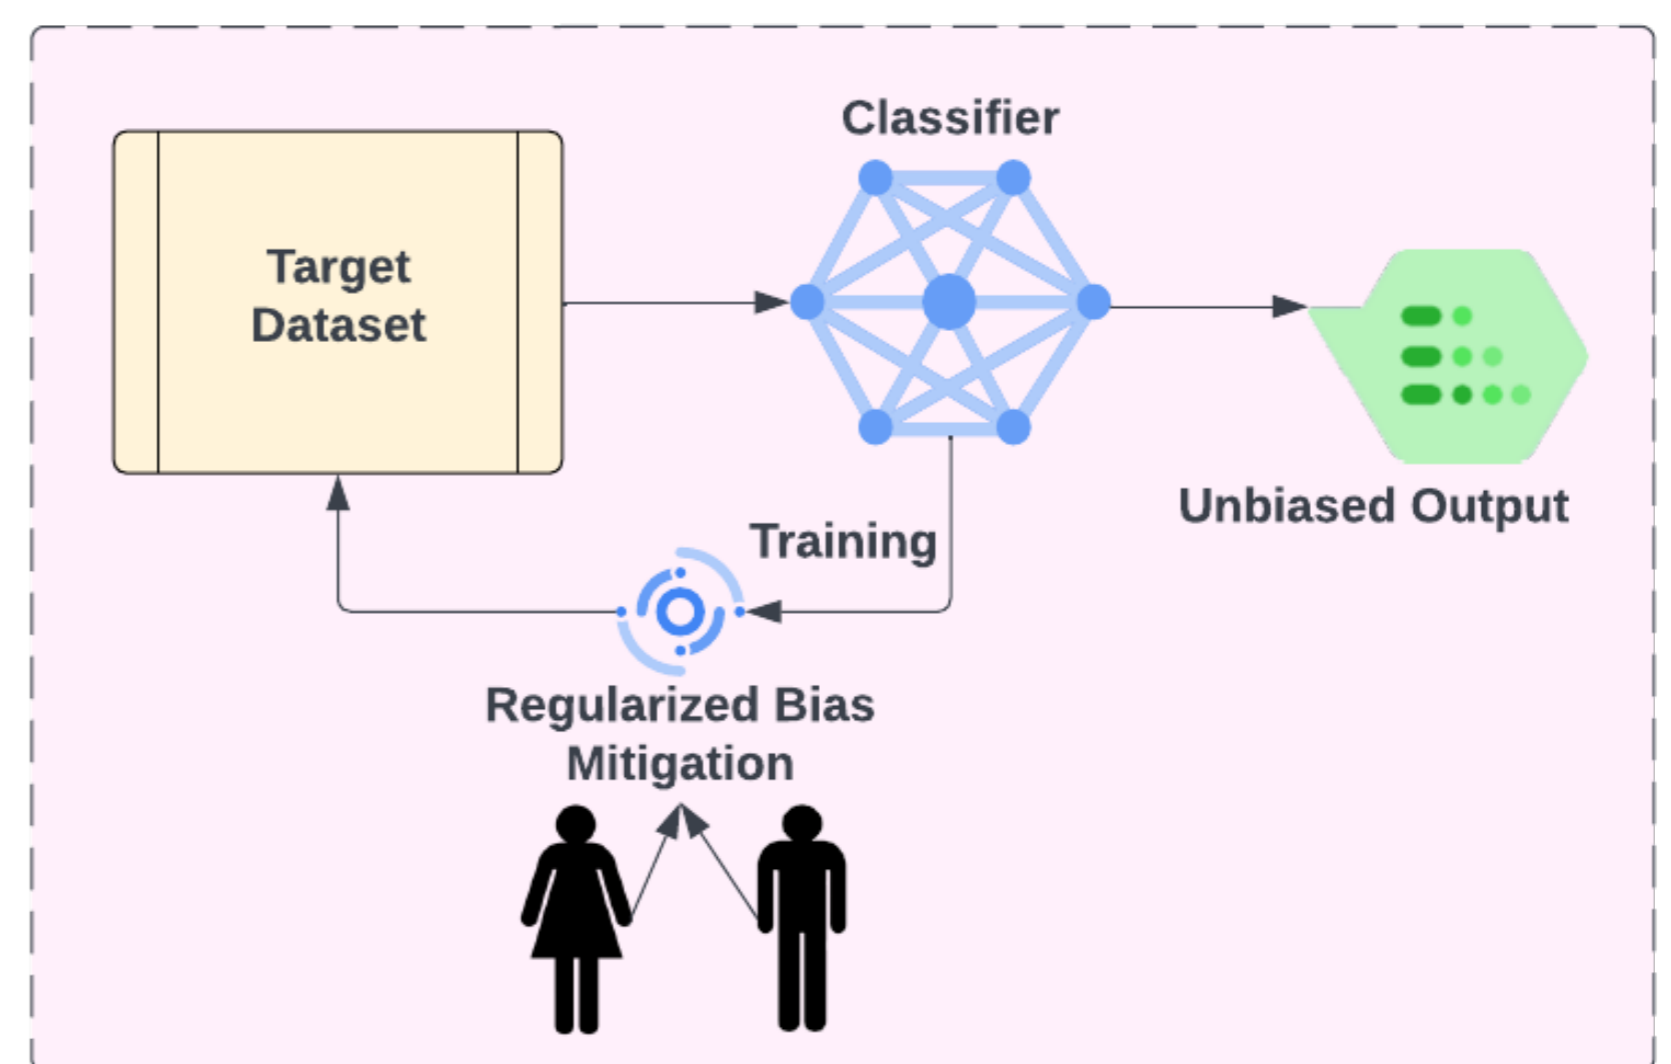 Classifier
Target
Dataset
Unbiased Output
Training
Regularized Bias
Mitigation